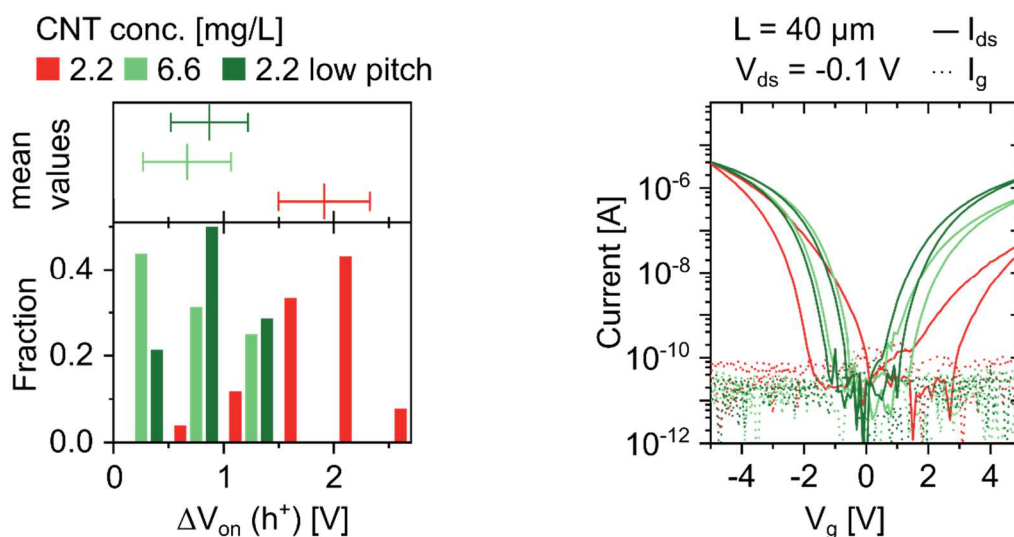 CNT conc. [mg/L]
2.2 6.6 2.2 low pitch
mean
values
Fraction
0.4
0.2
0.0
0 1 2
ΔV_on (h⁺) [V]
L = 40 µm — I_ds
V_ds = -0.1 V ··· I_g
Current [A]
10⁻⁶
10⁻⁸
10⁻¹⁰
10⁻¹²
-4 -2 0 2 4
V_g [V]